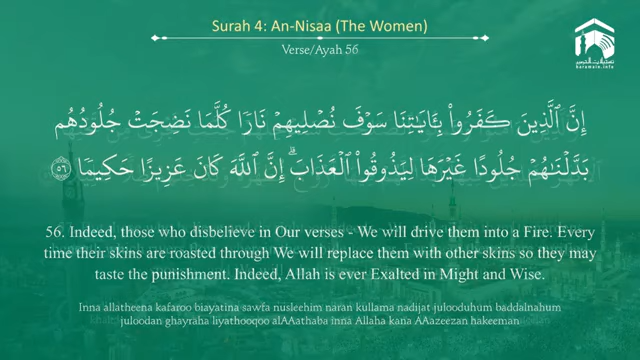 Surah 4: An-Nisaa (The Women)
Verse/Ayah 56
haramain.info
إِنَّ ٱلَّذِينَ كَفَرُوا۟ بِـَٔايَـٰتِنَا سَوْفَ نُصْلِيهِمْ نَارًا كُلَّمَا نَضِجَتْ جُلُودُهُم
بَدَّلْنَـٰهُمْ جُلُودًا غَيْرَهَا لِيَذُوقُوا۟ ٱلْعَذَابَ ۗ إِنَّ ٱللَّهَ كَانَ عَزِيزًا حَكِيمًا ٥٦
56. Indeed, those who disbelieve in Our verses - We will drive them into a Fire. Every
time their skins are roasted through We will replace them with other skins so they may
taste the punishment. Indeed, Allah is ever Exalted in Might and Wise.
Inna allatheena kafaroo biayatina sawfa nusleehim naran kullama nadijat julooduhum baddalnahum
juloodan ghayraha liyathooqoo alAAathaba inna Allaha kana AAazeezan hakeeman